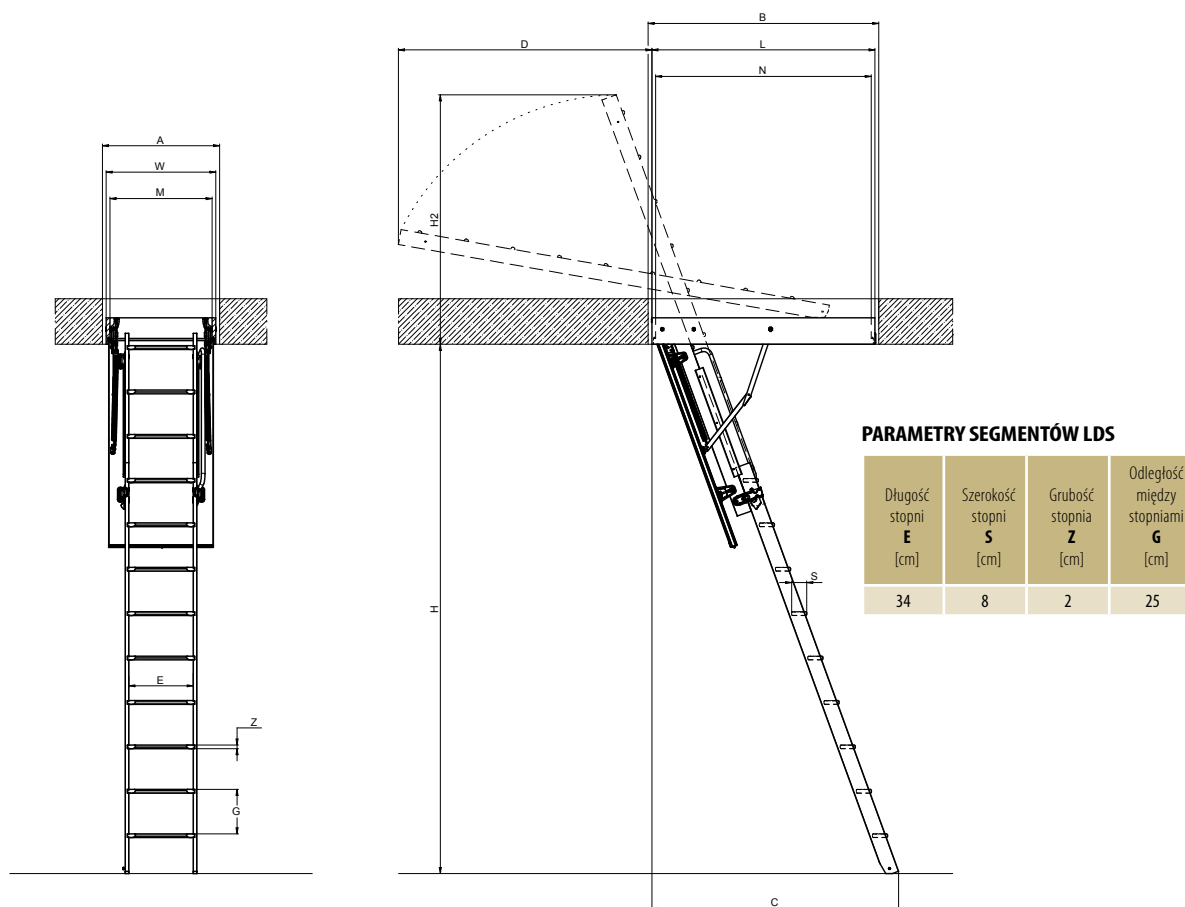 B
D
L
N
A
W
M
H2
PARAMETRY SEGMENTÓW LDS
Długość
stopni
E
[cm]
Szerokość
stopni
S
[cm]
Grubość
stopnia
Z
[cm]
Odległość
między
stopniami
G
[cm]
34
8
2
25
S
H
E
Z
G
C